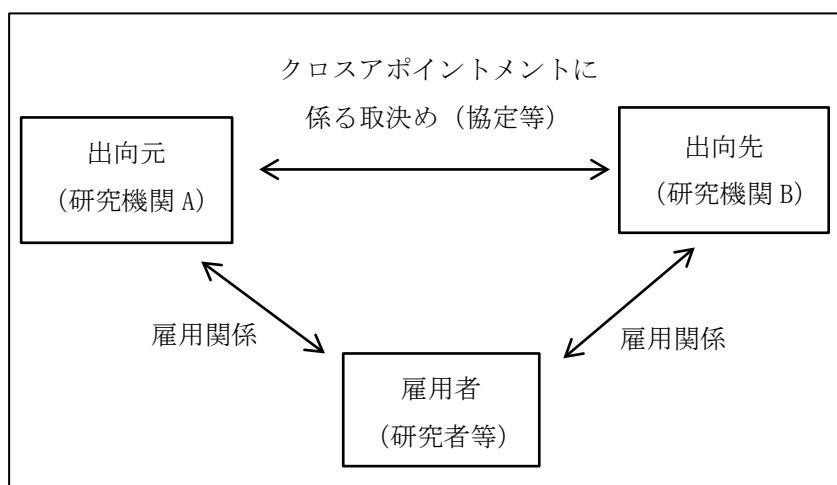 クロスアポイントメントに
係る取決め（協定等）
出向元
（研究機関 A）
出向先
（研究機関 B）
雇用関係
雇用関係
雇用者
（研究者等）